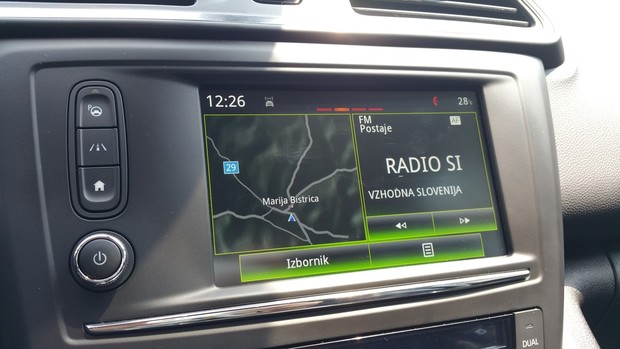 12:26
28°c
29
Marija Bistrica
FM
Postaje
AF
RADIO SI
VZHODNA SLOVENIJA
Izbornik
DUAL